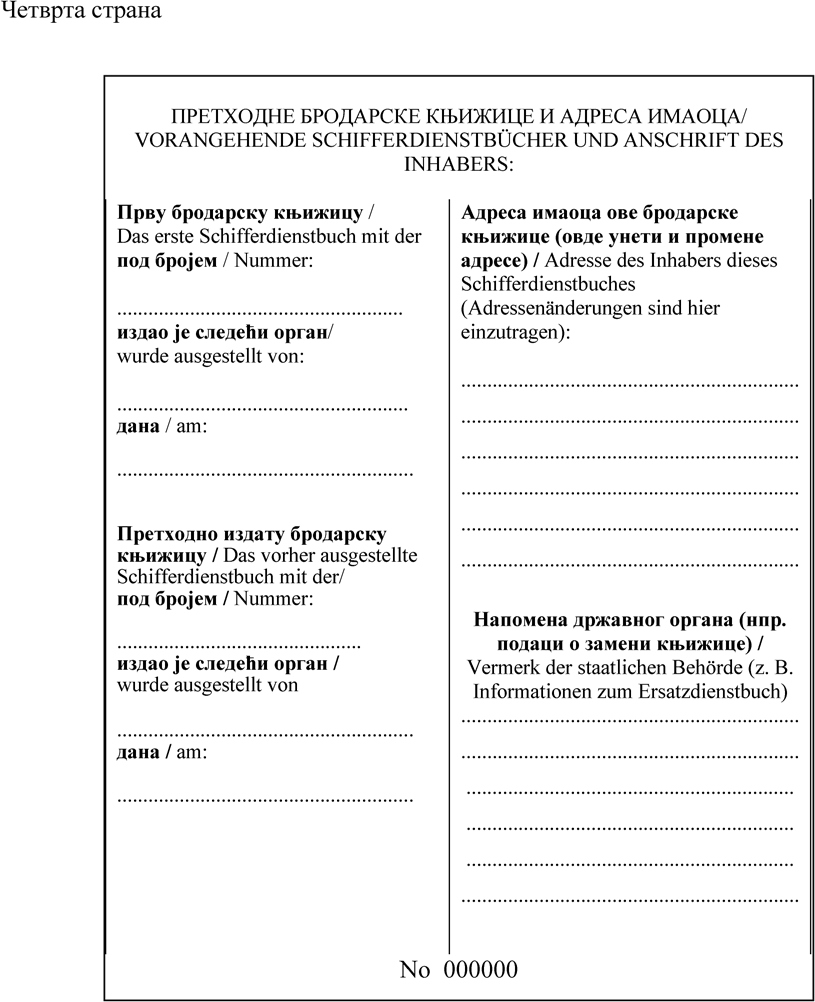 Четврта страна
ПРЕТХОДНЕ БРОДАРСКЕ КЊИЖИЦЕ И АДРЕСА ИМАОЦА/
VORANGEHENDE SCHIFFERDIENSTBÜCHER UND ANSCHRIFT DES
INHABERS:
Прву бродарску књижицу /
Das erste Schifferdienstbuch mit der
под бројем / Nummer:
.......................................................
издао је следећи орган/
wurde ausgestellt von:
........................................................
дана / am:
.........................................................
Претходно издату бродарску
књижицу / Das vorher ausgestellte
Schifferdienstbuch mit der/
под бројем / Nummer:
...............................................
издао је следећи орган /
wurde ausgestellt von
.........................................................
дана / am:
.........................................................
Адреса имаоца ове бродарске
књижице (овде унети и промене
адресе) / Adresse des Inhabers dieses
Schifferdienstbuches
(Adressenänderungen sind hier
einzutragen):
.................................................................
.................................................................
.................................................................
.................................................................
.................................................................
.................................................................
Напомена државног органа (нпр.
подаци о замени књижице) /
Vermerk der staatlichen Behörde (z. B.
Informationen zum Ersatzdienstbuch)
.................................................................
.................................................................
...............................................................
...............................................................
...............................................................
.................................................................
No 000000